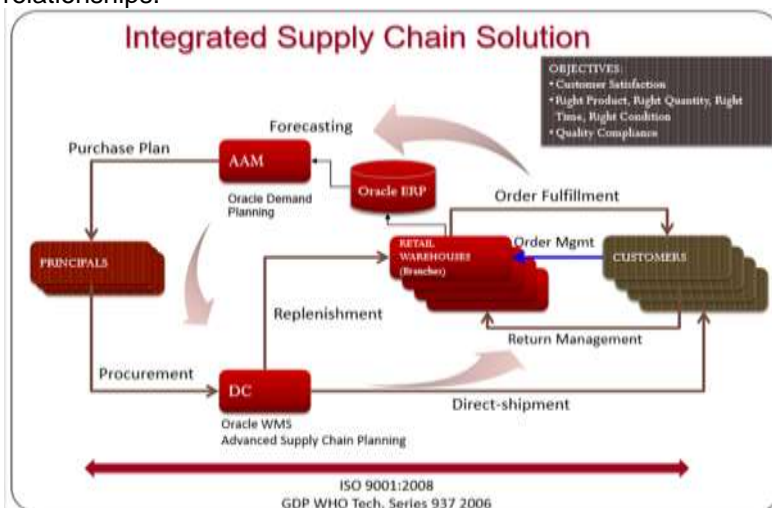 relationships.
Integrated Supply Chain Solution
OBJECTIVES:
• Customer Satisfaction
• Right Product, Right Quantity, Right
Time, Right Condition
• Quality Compliance
Forecasting
Purchase Plan
AAM
Oracle Demand
Planning
Oracle ERP
Order Fulfillment
PRINCIPALS
RETAIL
WAREHOUSES
(Branches)
Order Mgmt
CUSTOMERS
Replenishment
Return Management
Procurement
DC
Direct-shipment
Oracle WMS
Advanced Supply Chain Planning
ISO 9001:2008
GDP WHO Tech. Series 937 2006